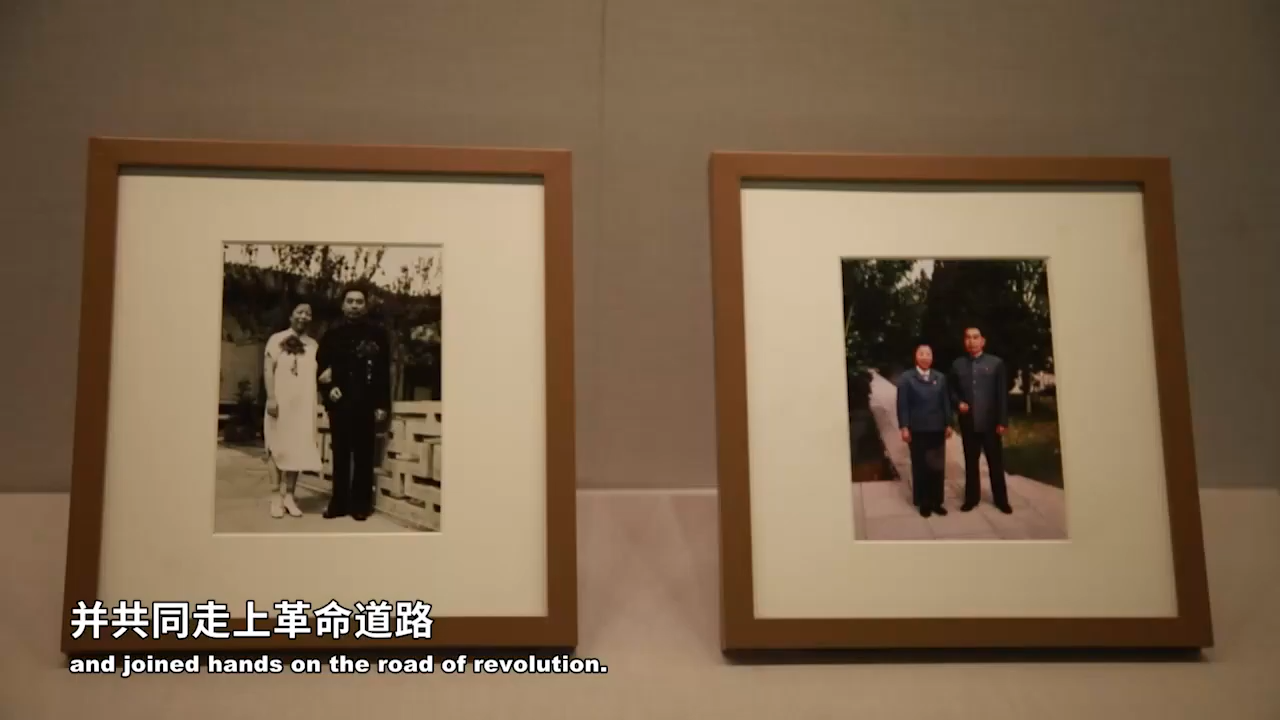 并共同走上革命道路
and joined hands on the road of revolution.